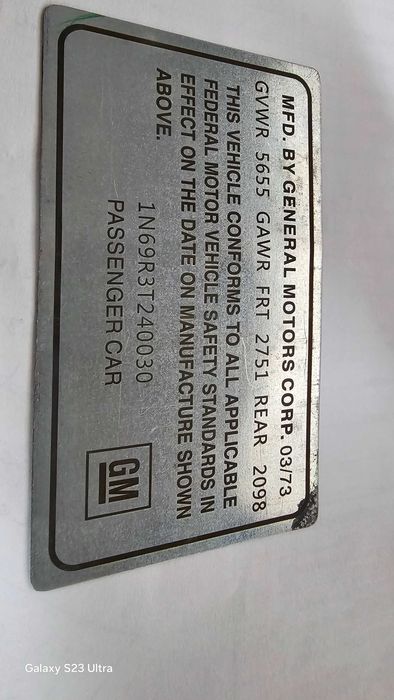 MFD. BY GENERAL MOTORS CORP. 03/73
GVWR 5655 GAWR FRT 2751 REAR 2098
THIS VEHICLE CONFORMS TO ALL APPLICABLE
FEDERAL MOTOR VEHICLE SAFETY STANDARDS IN
EFFECT ON THE DATE ON MANUFACTURE SHOWN
ABOVE.
1N69R3T240030
PASSENGER CAR
GM
Galaxy S23 Ultra